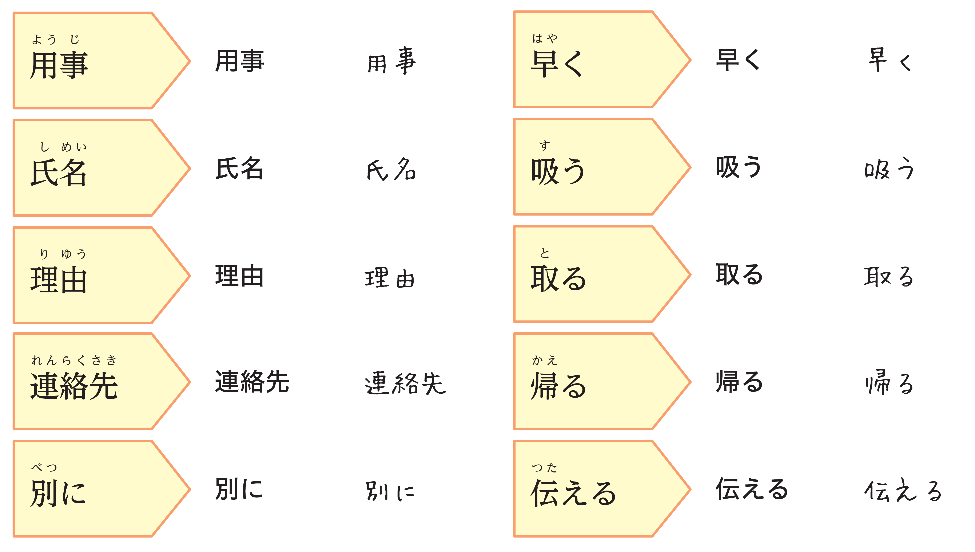 ようじ
用事 用事 用事
しめい
氏名 氏名 氏名
りゆう
理由 理由 理由
れんらくさき
連絡先 連絡先 連絡先
べつ
別に 別に 別に
はや
早く 早く 早く
す
吸う 吸う 吸う
と
取る 取る 取る
かえ
帰る 帰る 帰る
つた
伝える 伝える 伝える